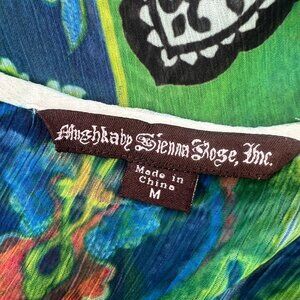 Mushkaby Sienna Rose, Inc.
Made in
China
M